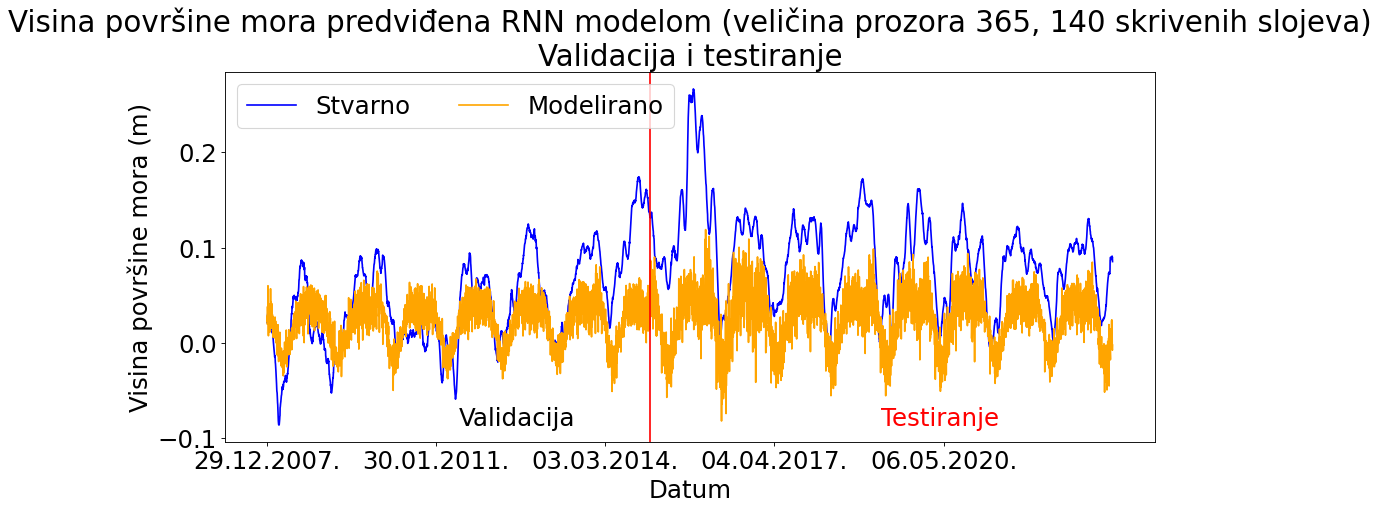 Visina površine mora predviđena RNN modelom (veličina prozora 365, 140 skrivenih slojeva)
Validacija i testiranje
Stvarno Modelirano
Visina površine mora (m)
0.2
0.1
0.0
−0.1
Validacija Testiranje
29.12.2007. 30.01.2011. 03.03.2014. 04.04.2017. 06.05.2020.
Datum